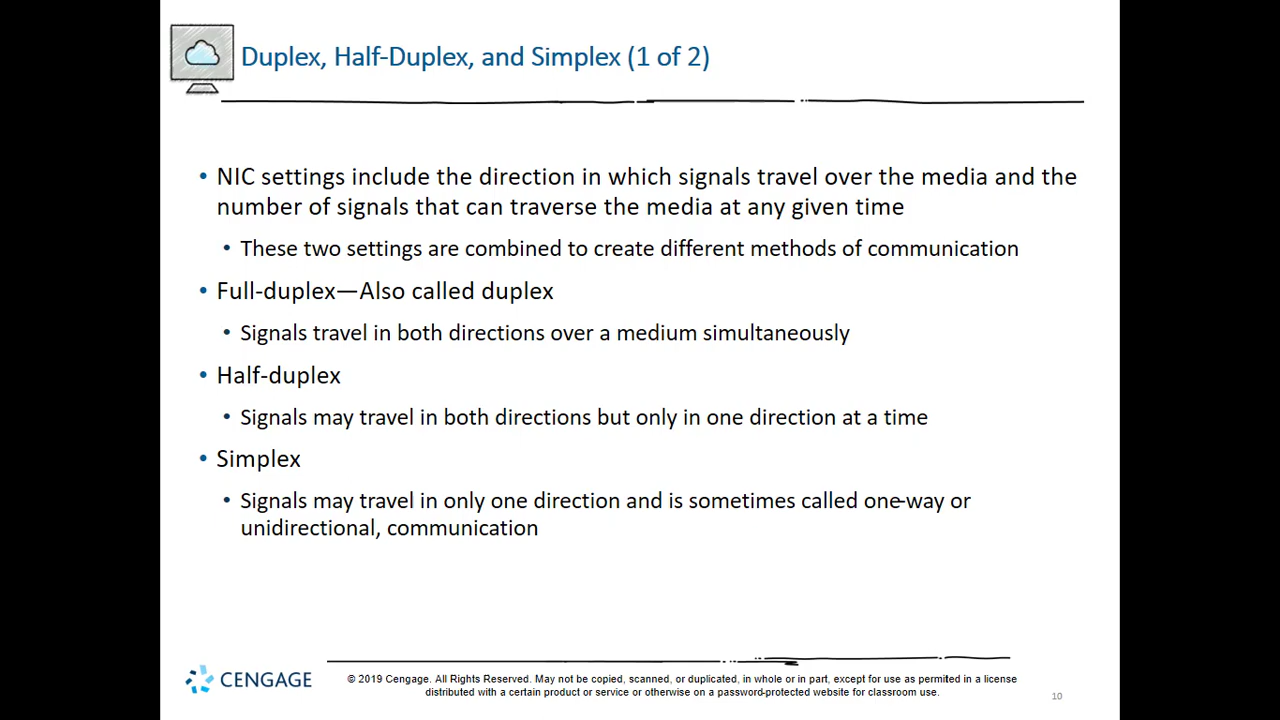 Duplex, Half-Duplex, and Simplex (1 of 2)
• NIC settings include the direction in which signals travel over the media and the
number of signals that can traverse the media at any given time
• These two settings are combined to create different methods of communication
• Full-duplex—Also called duplex
• Signals travel in both directions over a medium simultaneously
• Half-duplex
• Signals may travel in both directions but only in one direction at a time
• Simplex
• Signals may travel in only one direction and is sometimes called one-way or
unidirectional, communication
CENGAGE
© 2019 Cengage. All Rights Reserved. May not be copied, scanned, or duplicated, in whole or in part, except for use as permitted in a license
distributed with a certain product or service or otherwise on a password-protected website for classroom use.
10